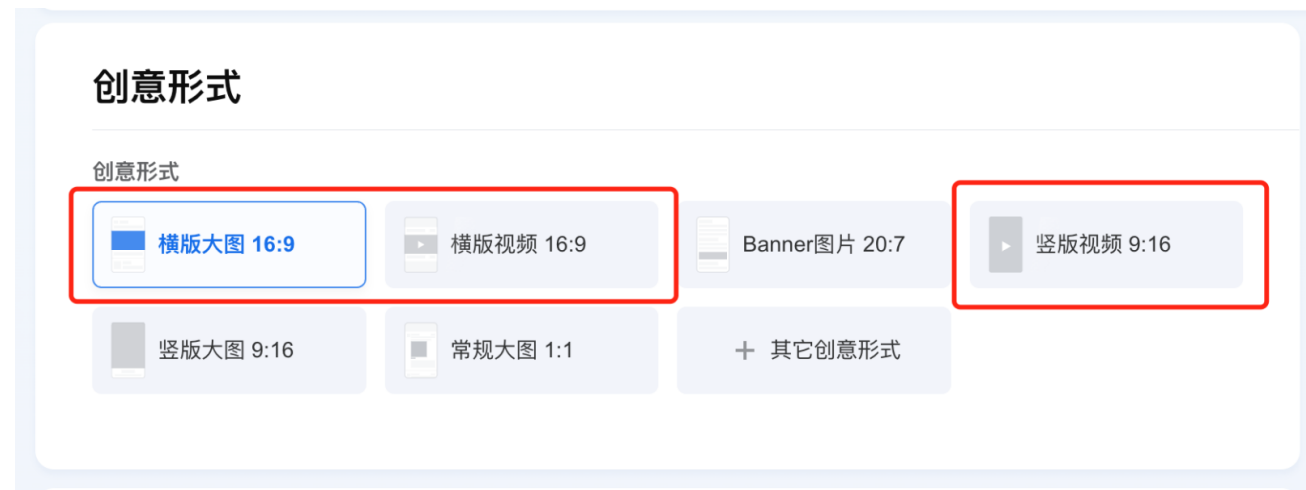 创意形式
创意形式
横版大图 16:9
横版视频 16:9
Banner图片 20:7
竖版视频 9:16
竖版大图 9:16
常规大图 1:1
+ 其它创意形式